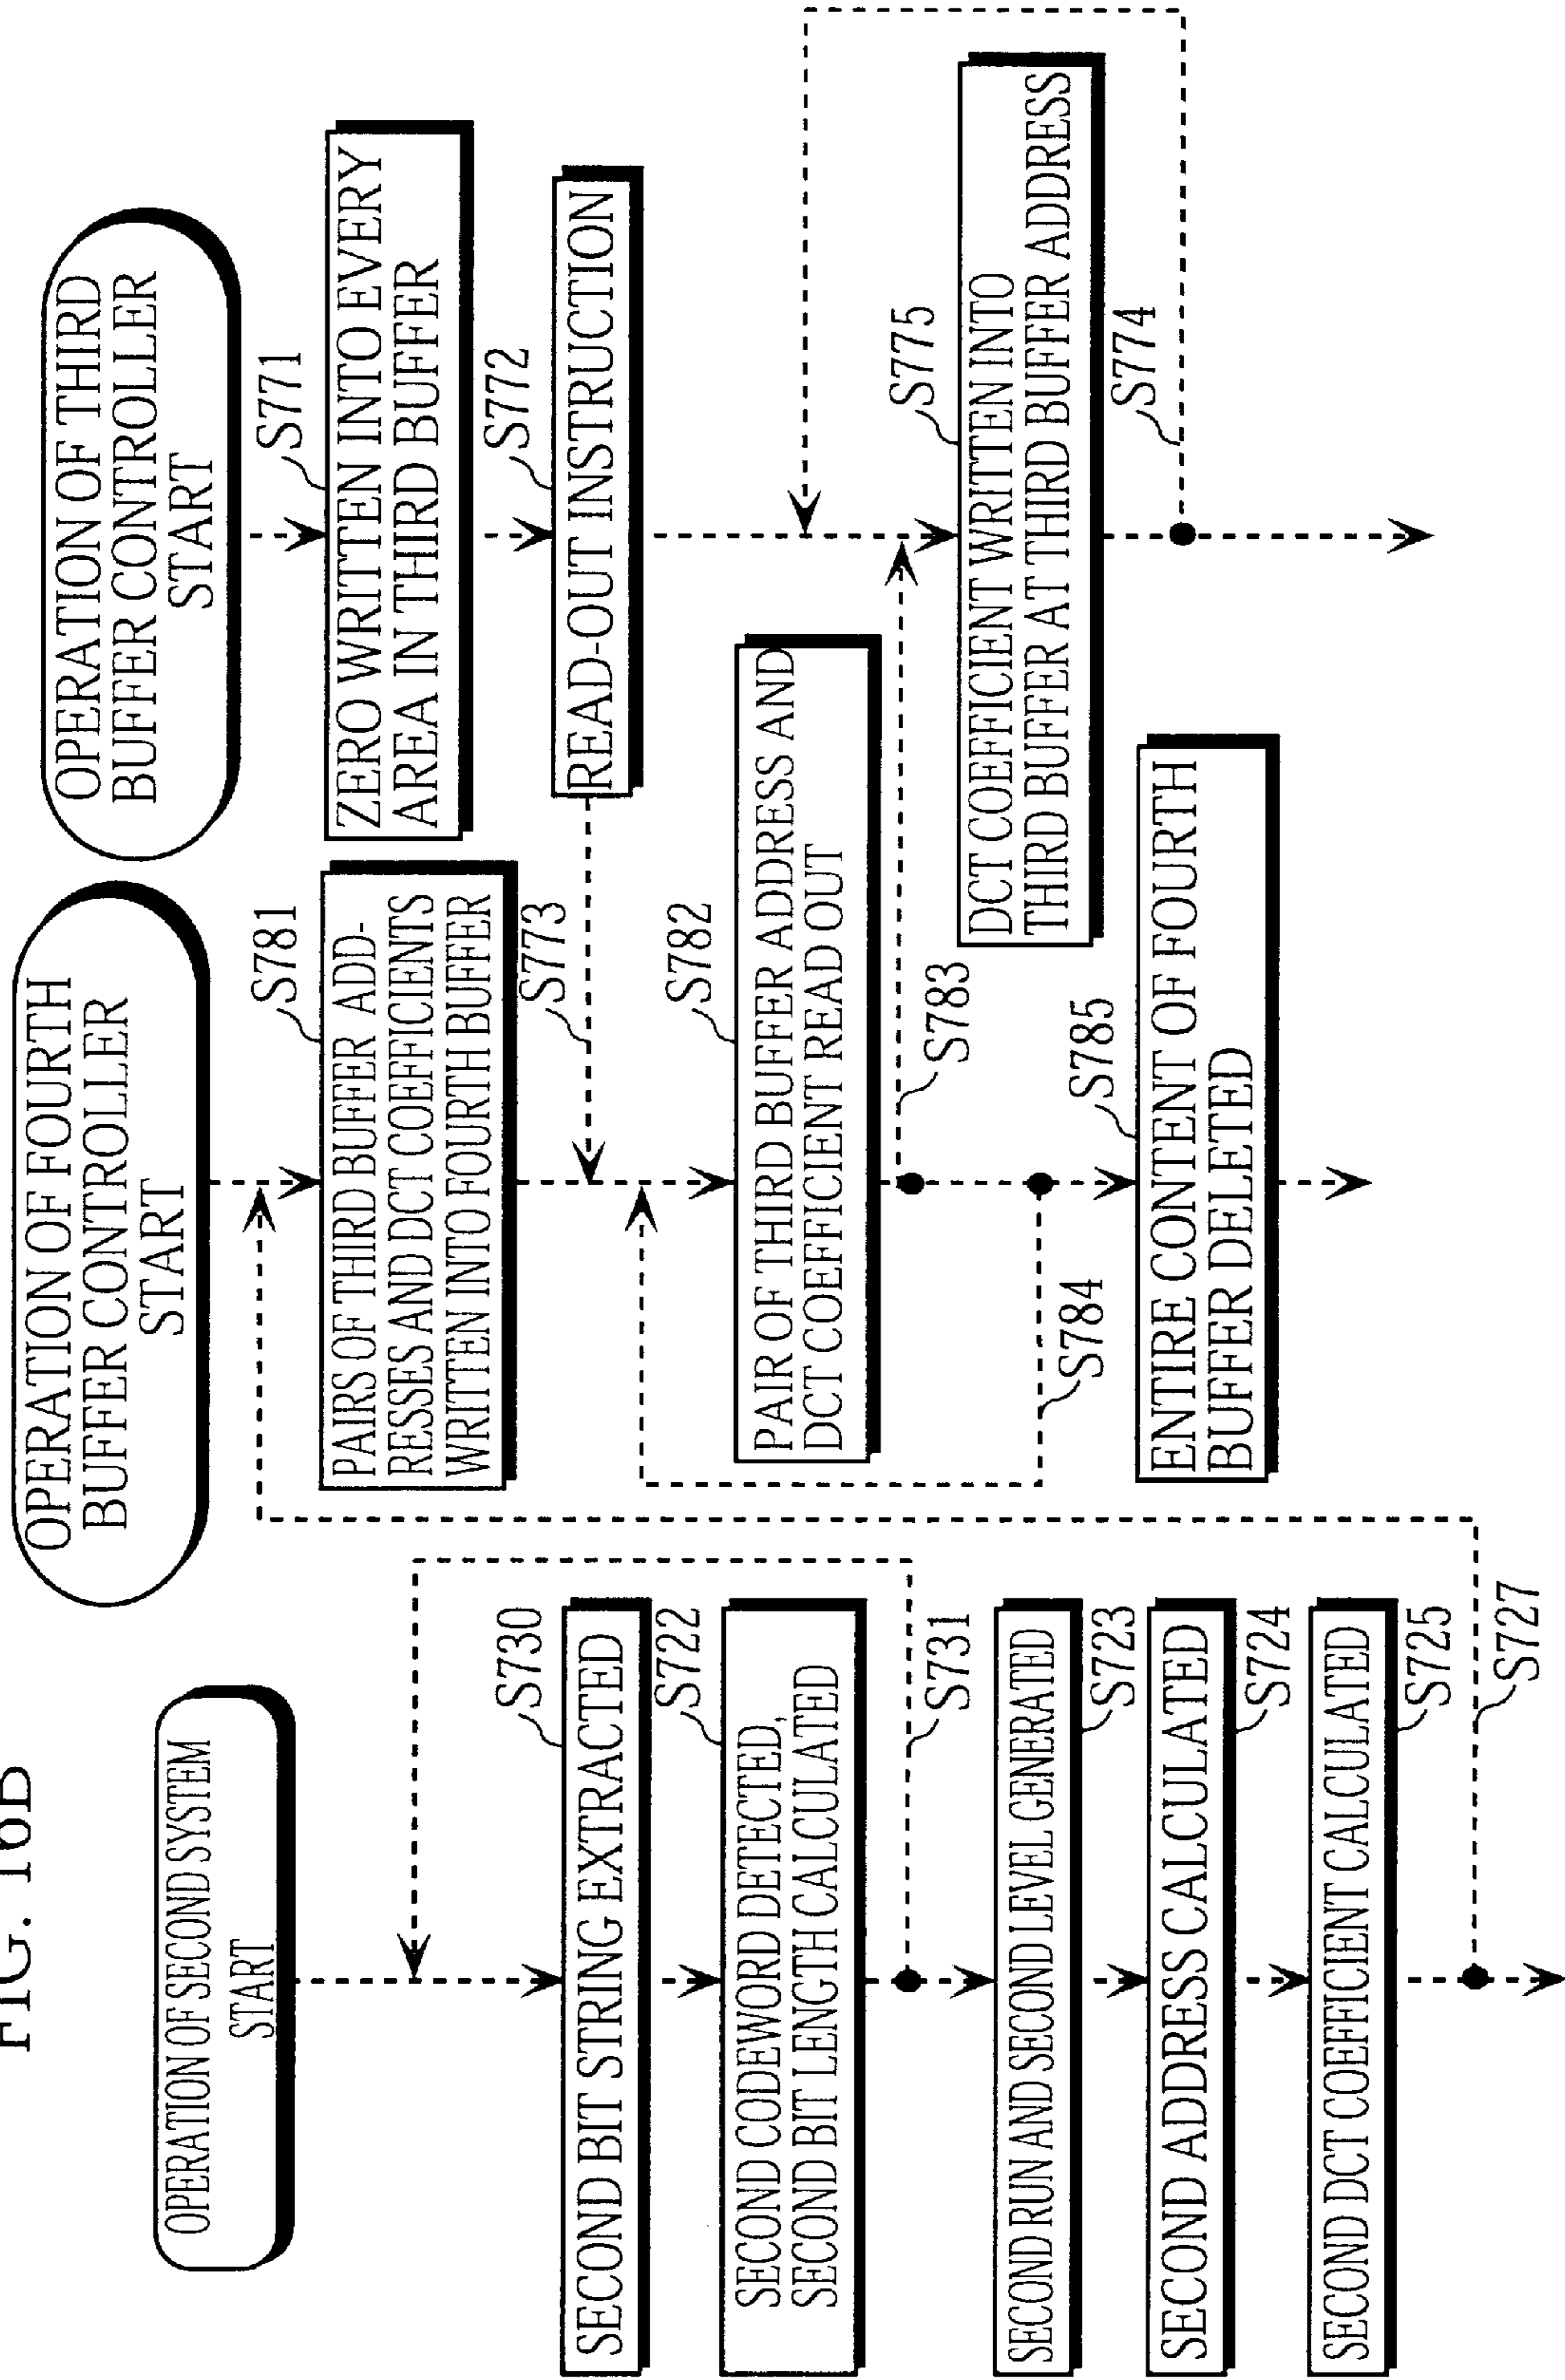 FIG. 16B
OPERATION OF SECOND SYSTEM
START
S730
SECOND BIT STRING EXTRACTED
S722
SECOND CODEWORD DETECTED,
SECOND BIT LENGTH CALCULATED
S731
SECOND RUN AND SECOND LEVEL GENERATED
S723
SECOND ADDRESS CALCULATED
S724
SECOND DCT COEFFICIENT CALCULATED
S725
S727
OPERATION OF FOURTH
BUFFER CONTROLLER
START
S781
PAIRS OF THIRD BUFFER ADD-
RESSES AND DCT COEFFICIENTS
WRITTEN INTO FOURTH BUFFER
S773
S782
PAIR OF THIRD BUFFER ADDRESS AND
DCT COEFFICIENT READ OUT
S783
S784
S785
ENTIRE CONTENT OF FOURTH
BUFFER DELETED
OPERATION OF THIRD
BUFFER CONTROLLER
START
S771
ZERO WRITTEN INTO EVERY
AREA IN THIRD BUFFER
S772
READ-OUT INSTRUCTION
S775
DCT COEFFICIENT WRITTEN INTO
THIRD BUFFER AT THIRD BUFFER ADDRESS
S774